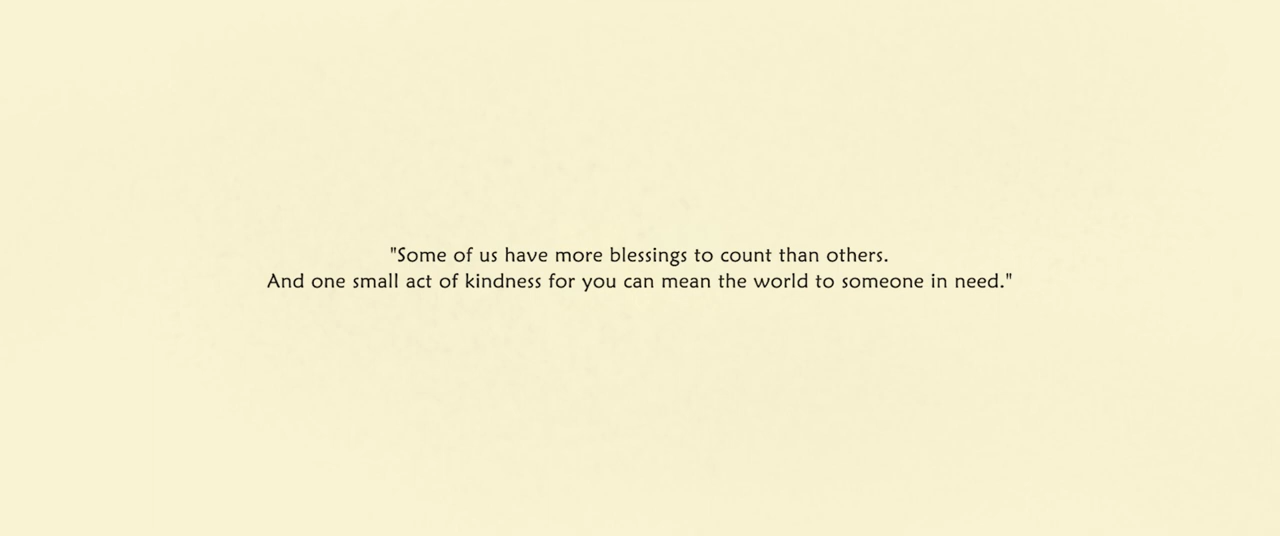 "Some of us have more blessings to count than others.
And one small act of kindness for you can mean the world to someone in need."